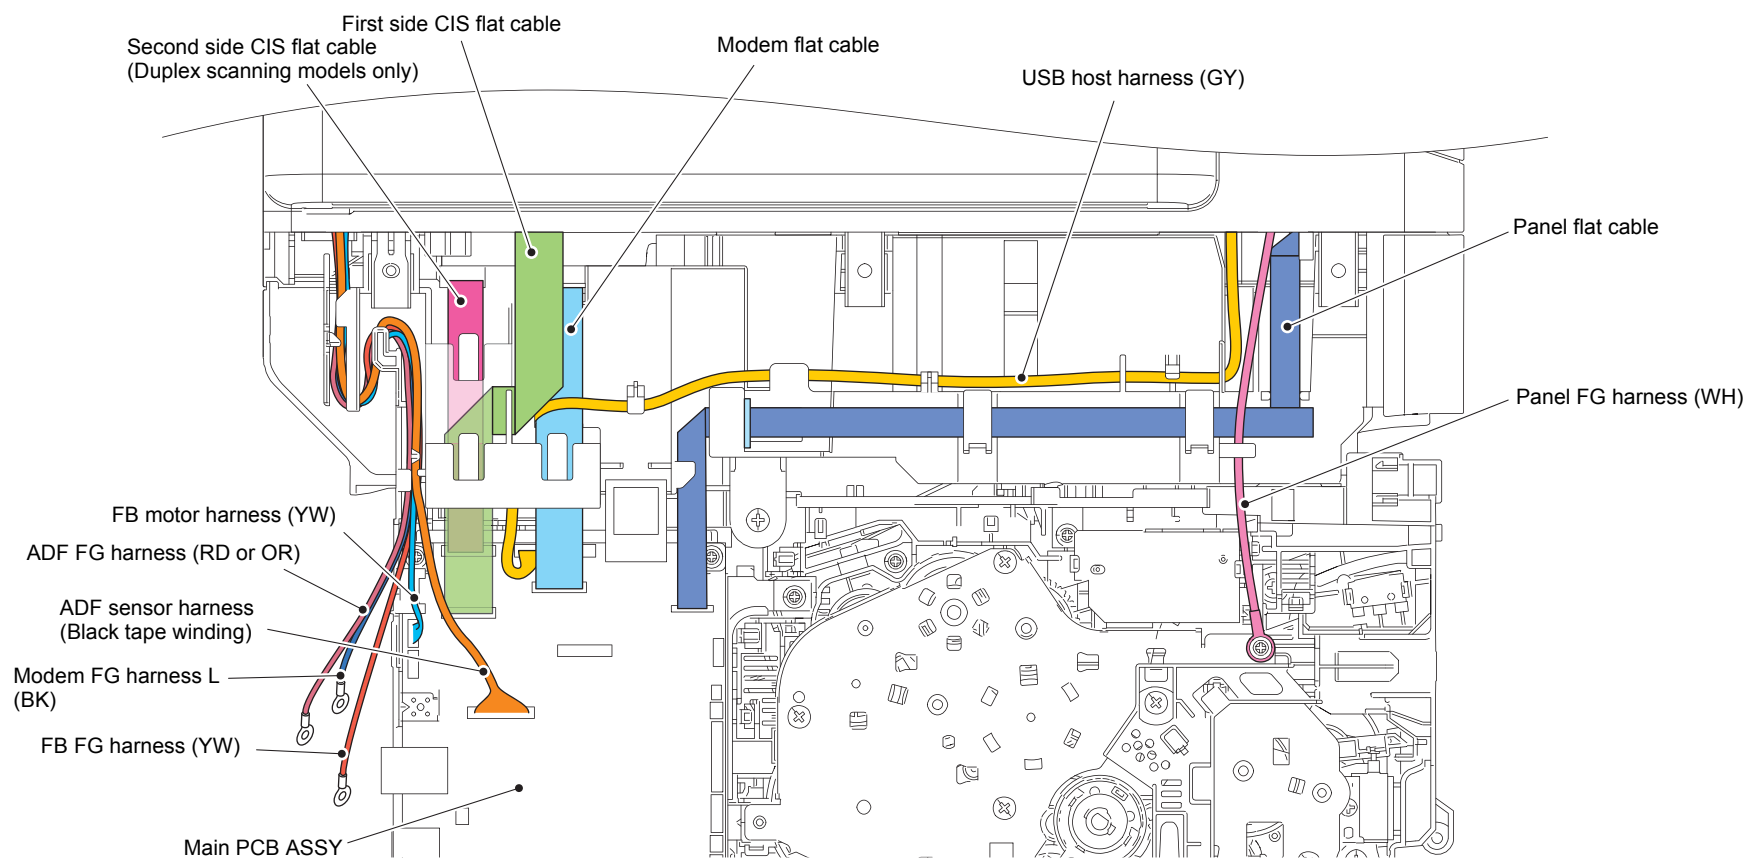 First side CIS flat cable
Second side CIS flat cable
(Duplex scanning models only)
Modem flat cable
USB host harness (GY)
Panel flat cable
Panel FG harness (WH)
FB motor harness (YW)
ADF FG harness (RD or OR)
ADF sensor harness
(Black tape winding)
Modem FG harness L
(BK)
FB FG harness (YW)
Main PCB ASSY